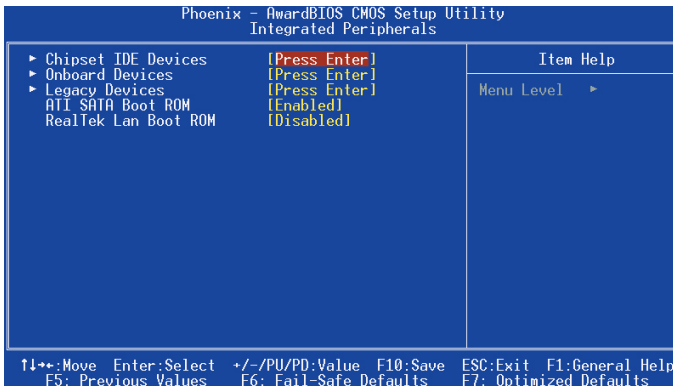 Phoenix - AwardBIOS CMOS Setup Utility
Integrated Peripherals
► Chipset IDE Devices [Press Enter]
► Onboard Devices [Press Enter]
► Legacy Devices [Press Enter]
ATI SATA Boot ROM [Enabled]
RealTek Lan Boot ROM [Disabled]
Item Help
Menu Level ►
↑↓→←:Move Enter:Select +/-/PU/PD:Value F10:Save ESC:Exit F1:General Help
F5: Previous Values F6: Fail-Safe Defaults F7: Optimized Defaults